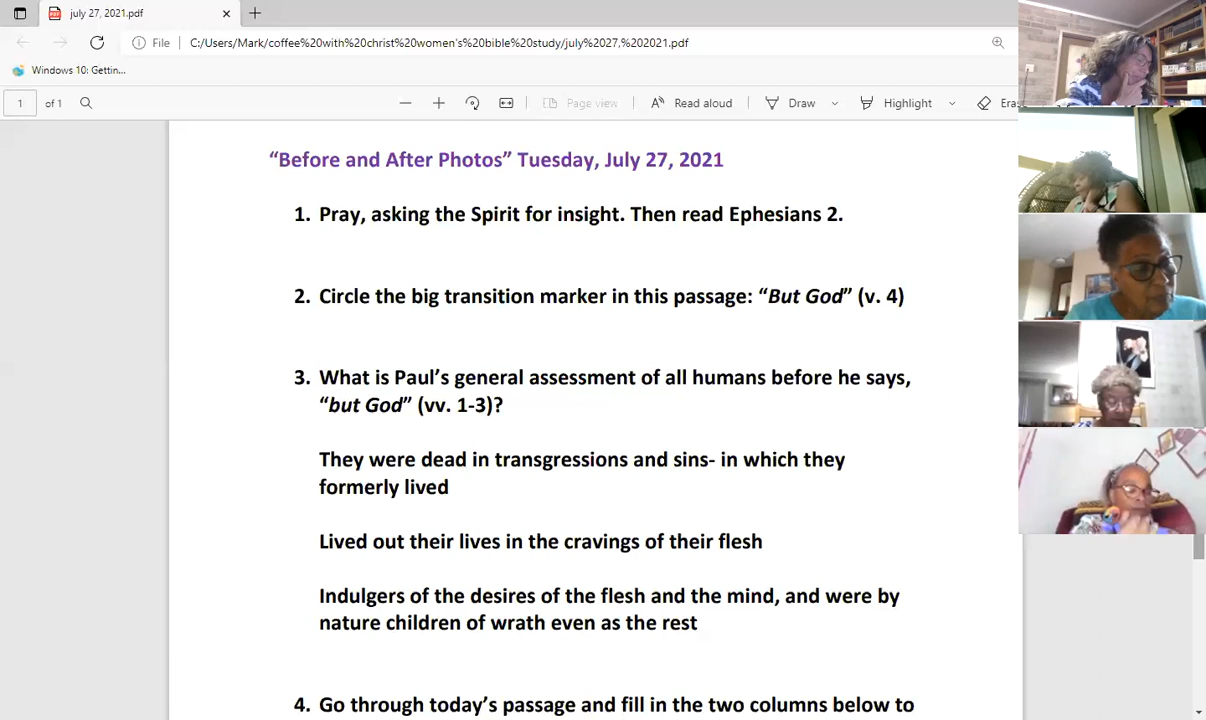 july 27, 2021.pdf
File C:/Users/Mark/coffee%20with%20christ%20women's%20bible%20study/july%2027,%202021.pdf
Windows 10: Gettin...
1 of 1 Page view Read aloud Draw Highlight Eras
“Before and After Photos” Tuesday, July 27, 2021
1. Pray, asking the Spirit for insight. Then read Ephesians 2.
2. Circle the big transition marker in this passage: “But God” (v. 4)
3. What is Paul’s general assessment of all humans before he says,
“but God” (vv. 1-3)?
They were dead in transgressions and sins- in which they
formerly lived
Lived out their lives in the cravings of their flesh
Indulgers of the desires of the flesh and the mind, and were by
nature children of wrath even as the rest
4. Go through today’s passage and fill in the two columns below to